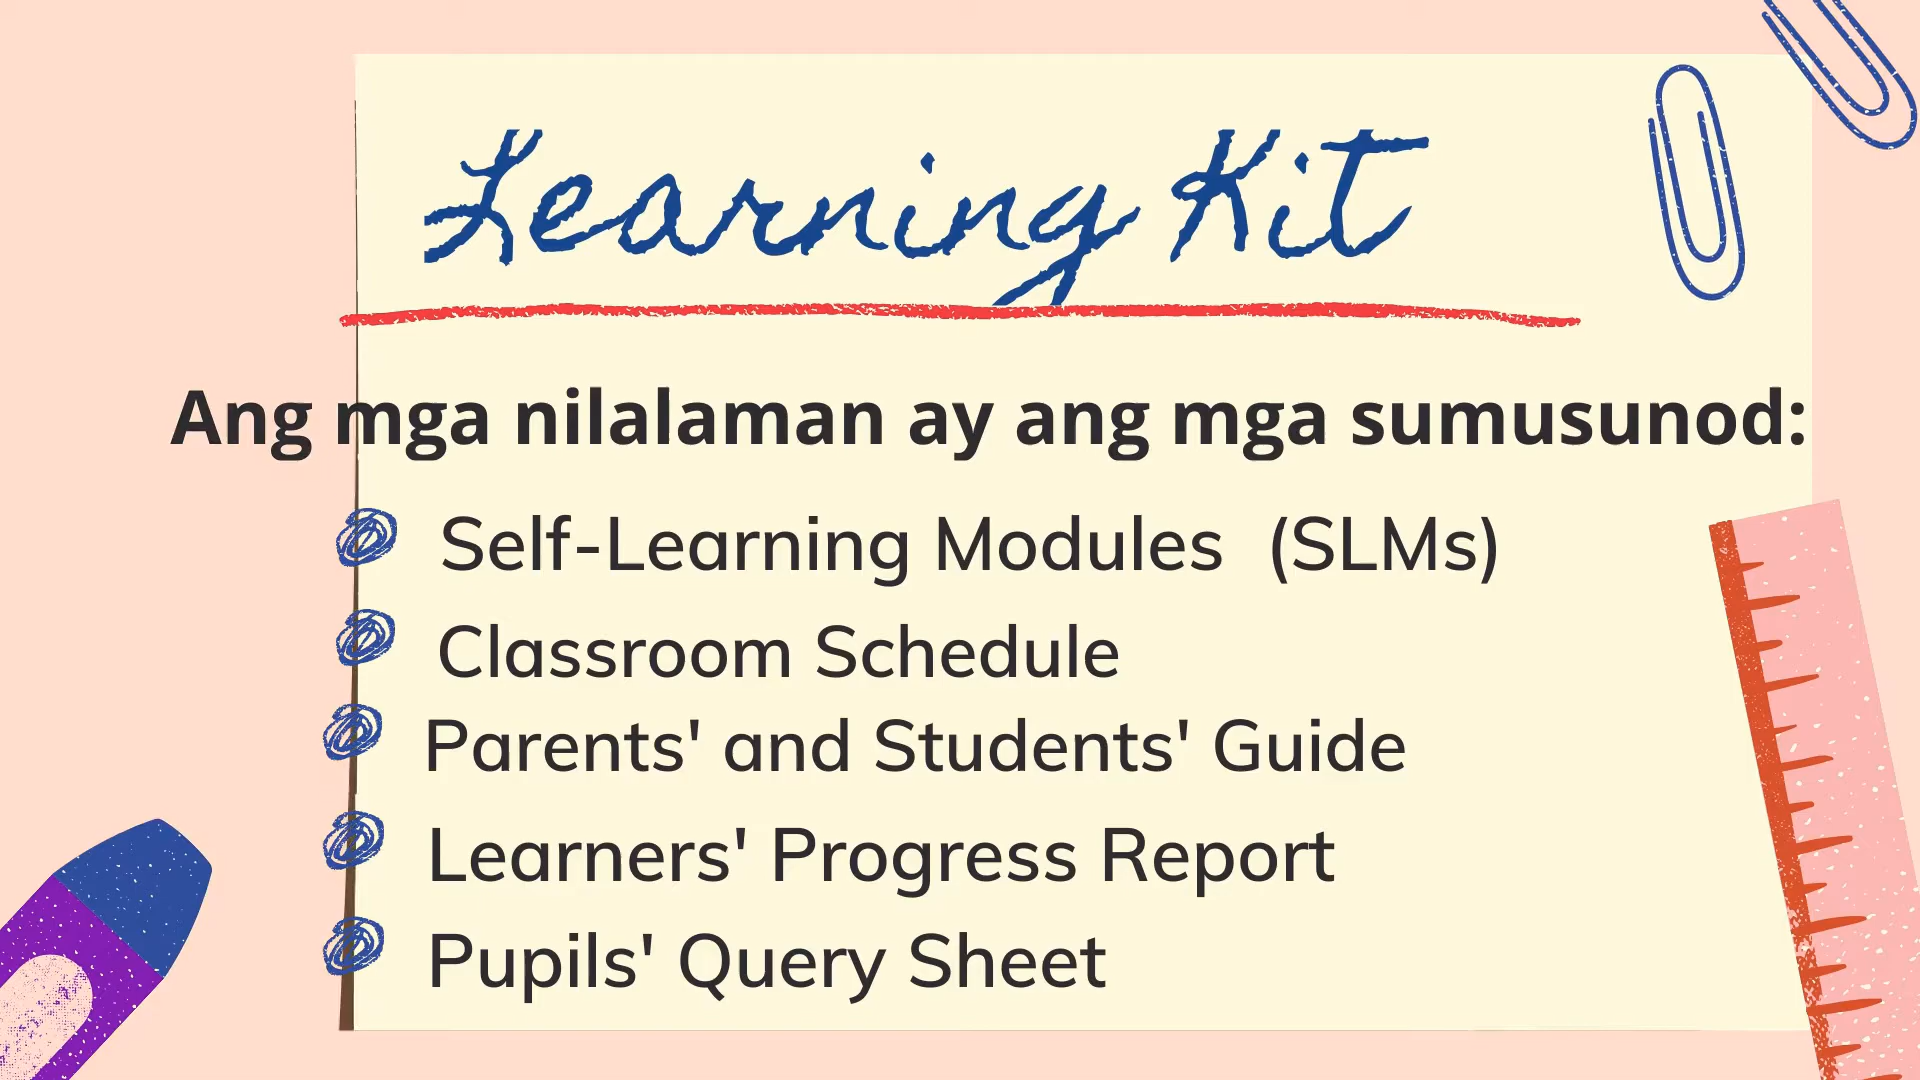 Learning Kit
Ang mga nilalaman ay ang mga sumusunod:
Self-Learning Modules (SLMs)
Classroom Schedule
Parents' and Students' Guide
Learners' Progress Report
Pupils' Query Sheet